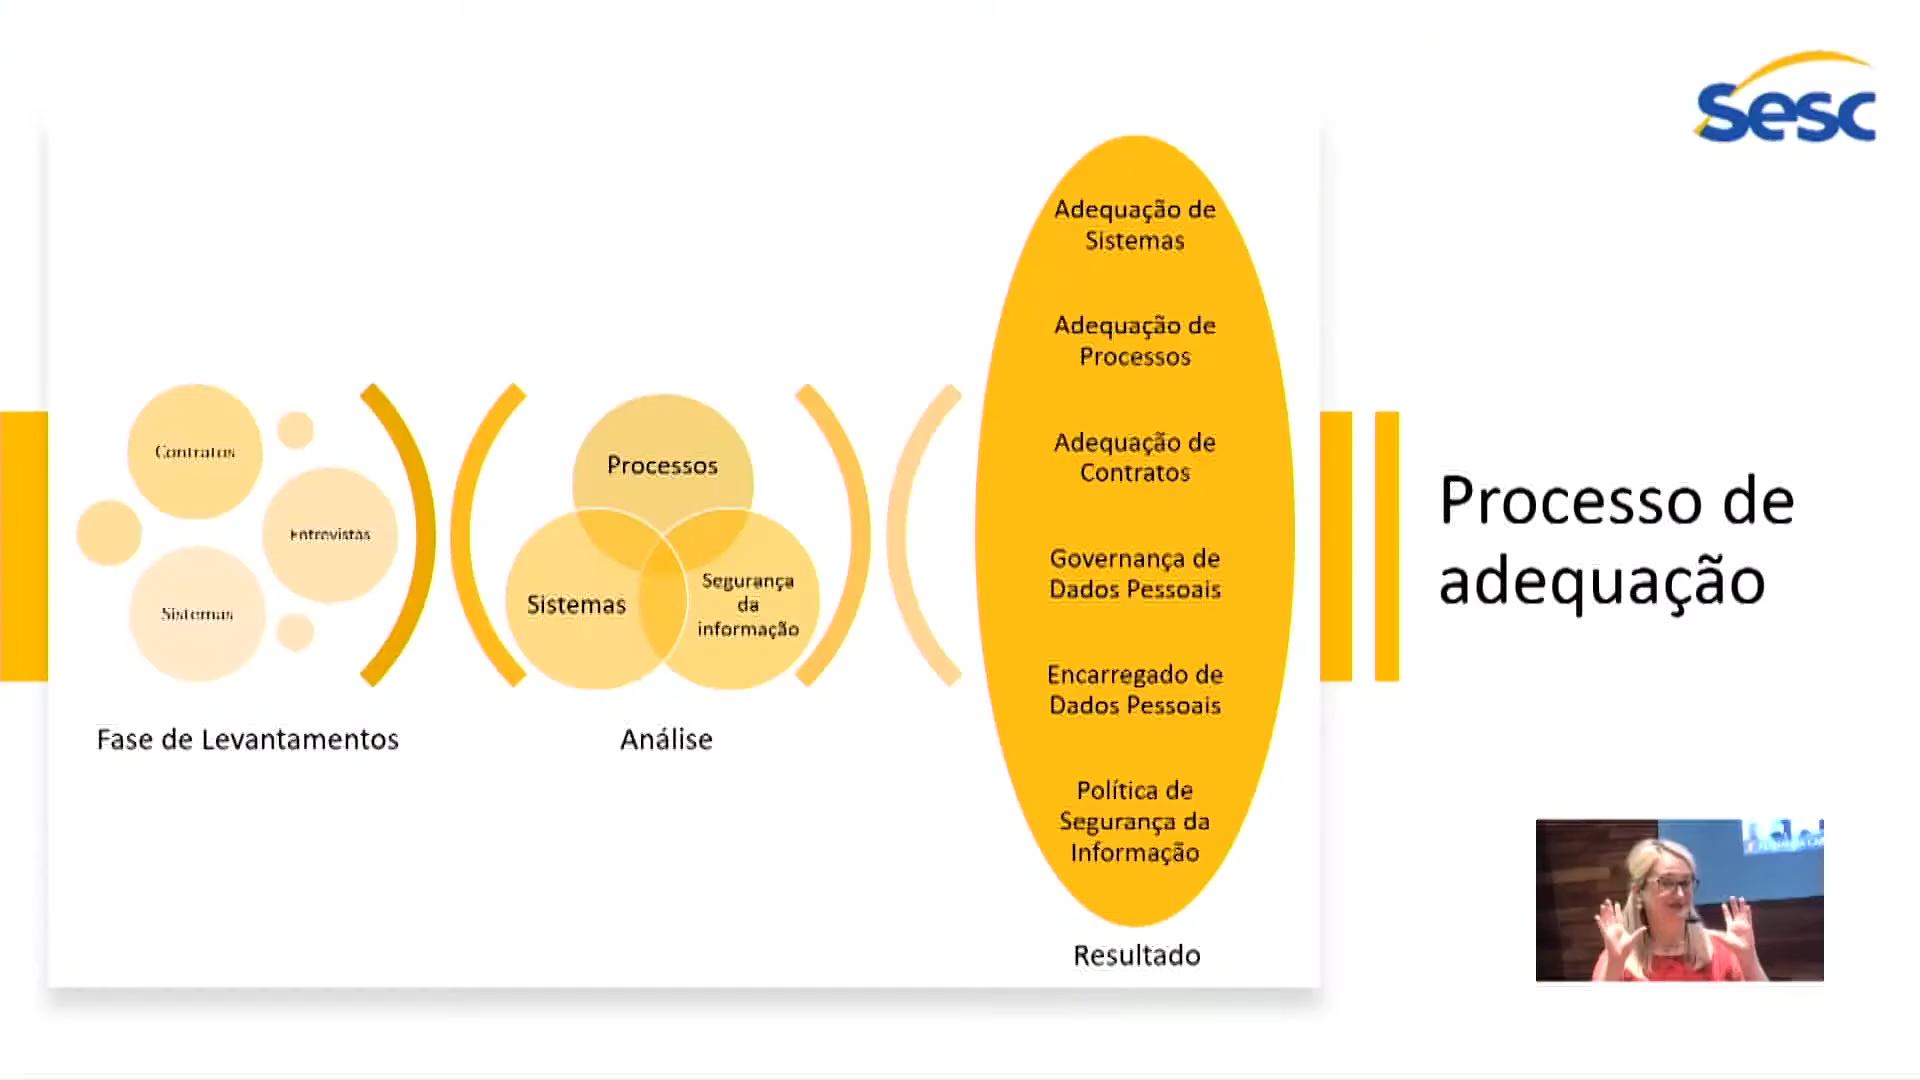 Sesc
Contratos
Entrevistas
Sistemas
Fase de Levantamentos
Processos
Sistemas
Segurança
da
informação
Análise
Adequação de
Sistemas
Adequação de
Processos
Adequação de
Contratos
Governança de
Dados Pessoais
Encarregado de
Dados Pessoais
Política de
Segurança da
Informação
Resultado
Processo de
adequação